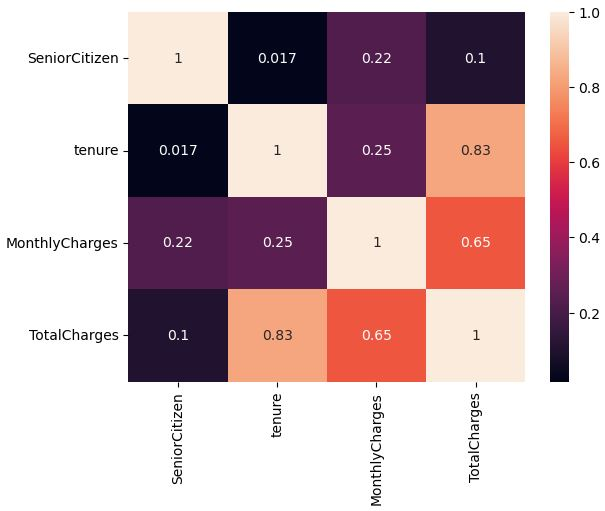 SeniorCitizen 1 0.017 0.22 0.1
tenure 0.017 1 0.25 0.83
MonthlyCharges 0.22 0.25 1 0.65
TotalCharges 0.1 0.83 0.65 1
SeniorCitizen
tenure
MonthlyCharges
TotalCharges
1.0
0.8
0.6
0.4
0.2